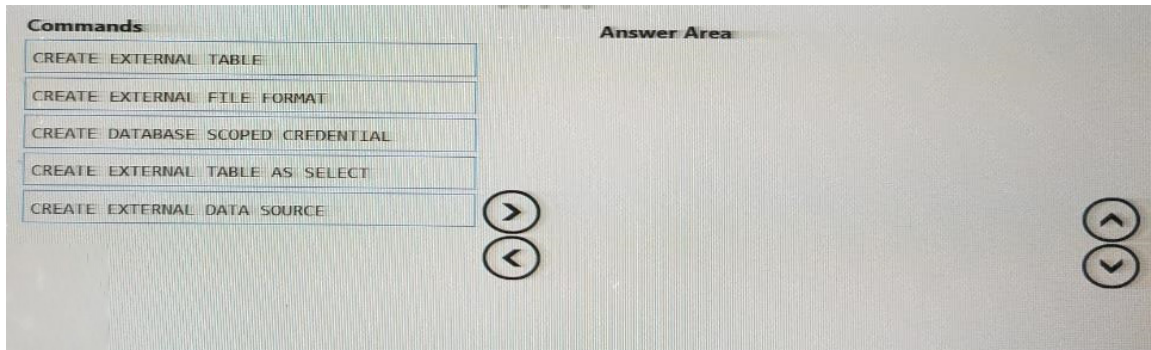 Commands
Answer Area
CREATE EXTERNAL TABLE
CREATE EXTERNAL FILE FORMAT
CREATE DATABASE SCOPED CREDENTIAL
CREATE EXTERNAL TABLE AS SELECT
CREATE EXTERNAL DATA SOURCE